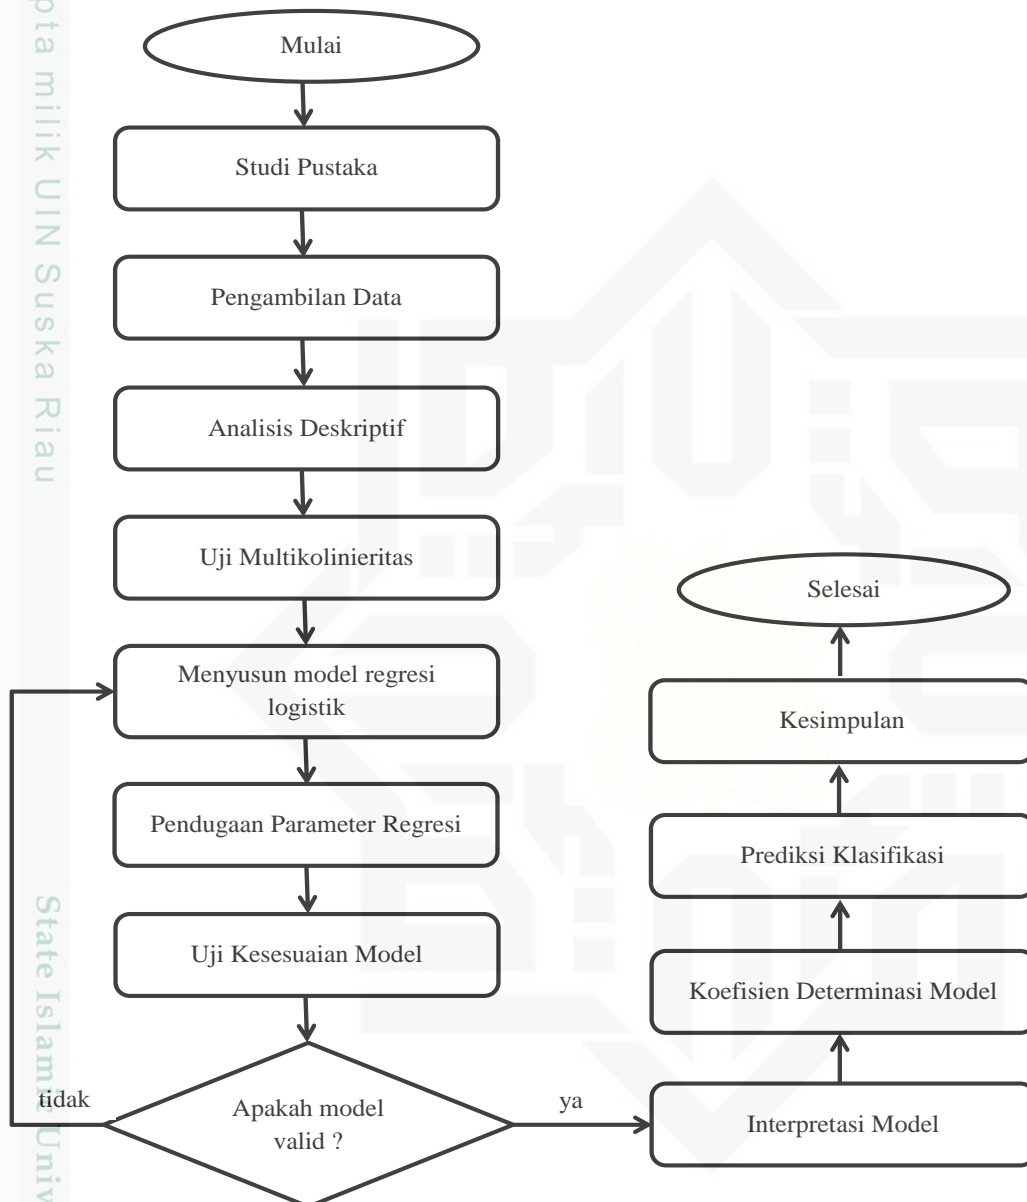 pta milik UIN Suska Riau
State Islamic Univ
Mulai
Studi Pustaka
Pengambilan Data
Analisis Deskriptif
Uji Multikolinieritas
Menyusun model regresi
logistik
Pendugaan Parameter Regresi
Uji Kesesuaian Model
Apakah model
valid ?
tidak
ya
Interpretasi Model
Koefisien Determinasi Model
Prediksi Klasifikasi
Kesimpulan
Selesai